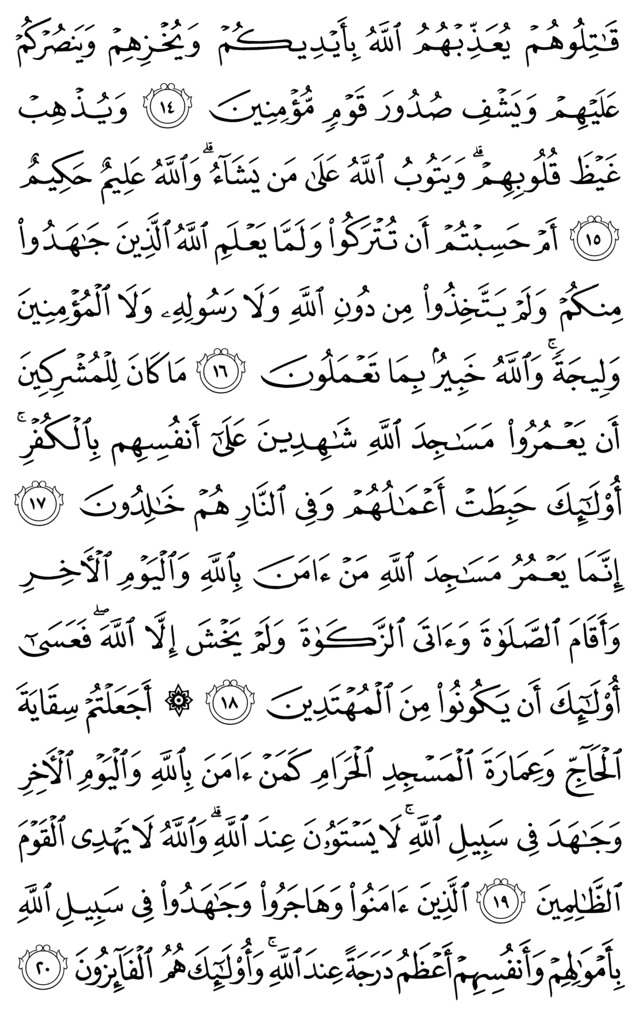 قَٰتِلُوهُمْ يُعَذِّبْهُمُ ٱللَّهُ بِأَيْدِيكُمْ وَيُخْزِهِمْ وَيَنصُرْكُمْ
عَلَيْهِمْ وَيَشْفِ صُدُورَ قَوْمٍ مُّؤْمِنِينَ ١٤ وَيُذْهِبْ
غَيْظَ قُلُوبِهِمْ ۗ وَيَتُوبُ ٱللَّهُ عَلَىٰ مَن يَشَآءُ ۗ وَٱللَّهُ عَلِيمٌ حَكِيمٌ
١٥ أَمْ حَسِبْتُمْ أَن تُتْرَكُوا۟ وَلَمَّا يَعْلَمِ ٱللَّهُ ٱلَّذِينَ جَٰهَدُوا۟
مِنكُمْ وَلَمْ يَتَّخِذُوا۟ مِن دُونِ ٱللَّهِ وَلَا رَسُولِهِۦ وَلَا ٱلْمُؤْمِنِينَ
وَلِيجَةً ۚ وَٱللَّهُ خَبِيرٌۢ بِمَا تَعْمَلُونَ ١٦ مَا كَانَ لِلْمُشْرِكِينَ
أَن يَعْمُرُوا۟ مَسَٰجِدَ ٱللَّهِ شَٰهِدِينَ عَلَىٰٓ أَنفُسِهِم بِٱلْكُفْرِ ۚ
أُو۟لَٰٓئِكَ حَبِطَتْ أَعْمَٰلُهُمْ وَفِى ٱلنَّارِ هُمْ خَٰلِدُونَ ١٧
إِنَّمَا يَعْمُرُ مَسَٰجِدَ ٱللَّهِ مَنْ ءَامَنَ بِٱللَّهِ وَٱلْيَوْمِ ٱلْءَاخِرِ
وَأَقَامَ ٱلصَّلَوٰةَ وَءَاتَى ٱلزَّكَوٰةَ وَلَمْ يَخْشَ إِلَّا ٱللَّهَ ۖ فَعَسَىٰٓ
أُو۟لَٰٓئِكَ أَن يَكُونُوا۟ مِنَ ٱلْمُهْتَدِينَ ١٨ ۞ أَجَعَلْتُمْ سِقَايَةَ
ٱلْحَآجِّ وَعِمَارَةَ ٱلْمَسْجِدِ ٱلْحَرَامِ كَمَنْ ءَامَنَ بِٱللَّهِ وَٱلْيَوْمِ ٱلْءَاخِرِ
وَجَٰهَدَ فِى سَبِيلِ ٱللَّهِ ۚ لَا يَسْتَوُۥنَ عِندَ ٱللَّهِ ۗ وَٱللَّهُ لَا يَهْدِى ٱلْقَوْمَ
ٱلظَّٰلِمِينَ ١٩ ٱلَّذِينَ ءَامَنُوا۟ وَهَاجَرُوا۟ وَجَٰهَدُوا۟ فِى سَبِيلِ ٱللَّهِ
بِأَمْوَٰلِهِمْ وَأَنفُسِهِمْ أَعْظَمُ دَرَجَةً عِندَ ٱللَّهِ ۚ وَأُو۟لَٰٓئِكَ هُمُ ٱلْفَآئِزُونَ ٢٠